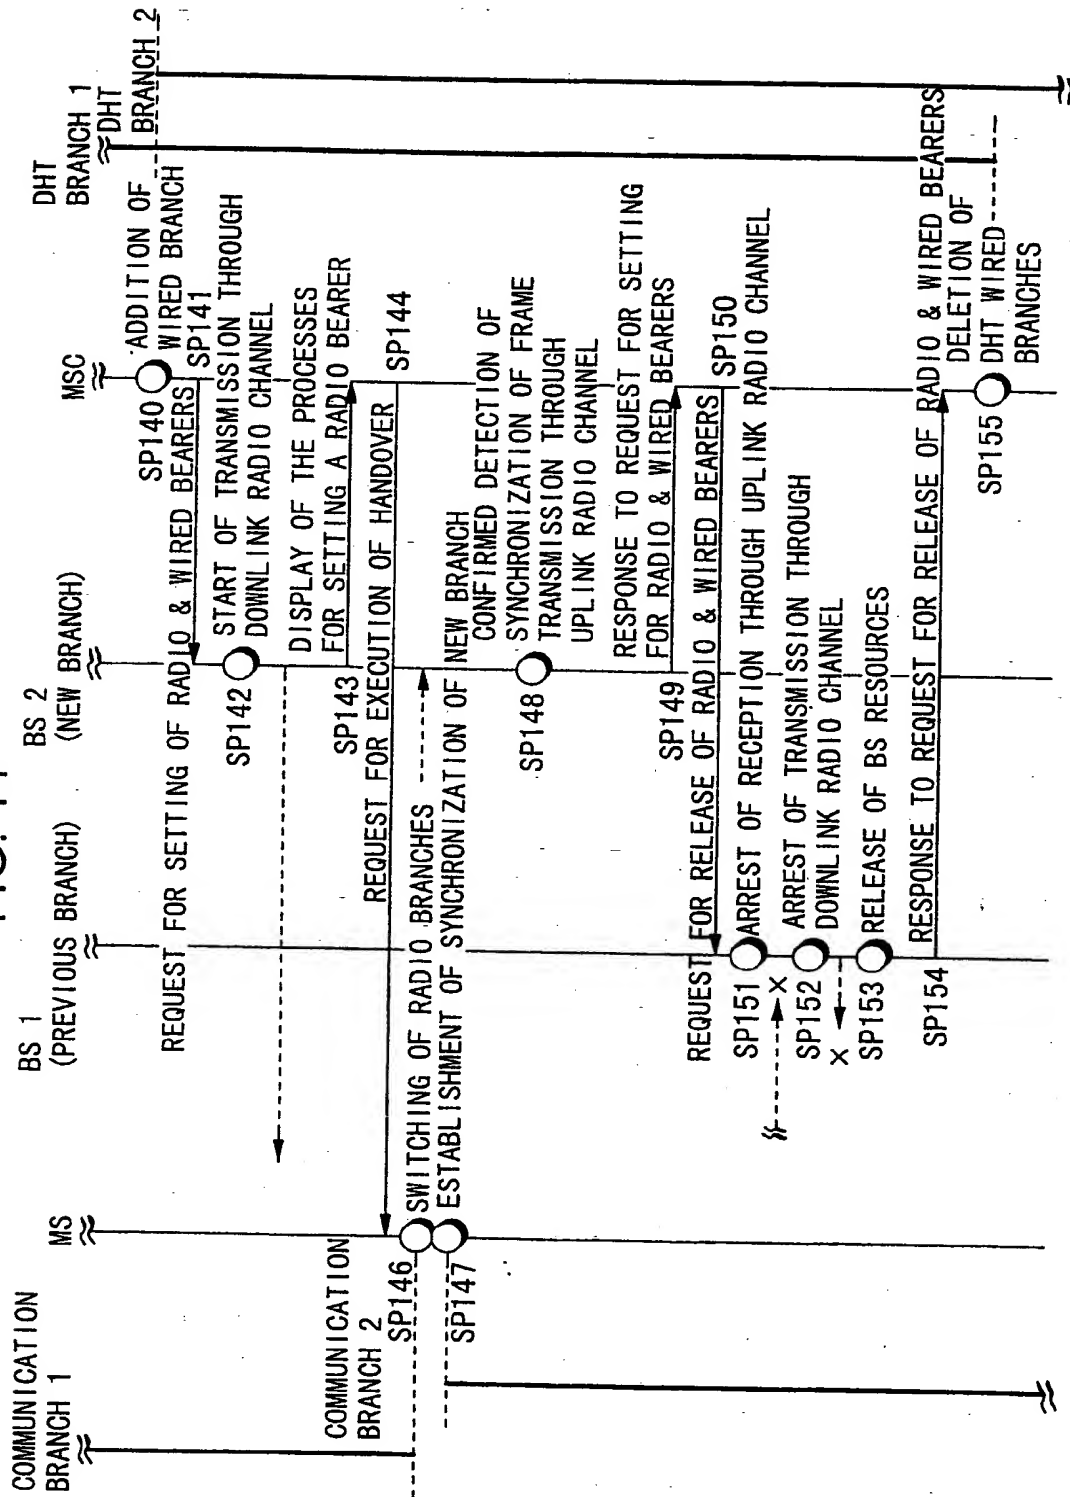 COMMUNICATION
BRANCH 1
MS
BS 1
(PREVIOUS BRANCH)
BS 2
(NEW BRANCH)
MSC
DHT
BRANCH 1
DHT
BRANCH 2
SP140
ADDITION OF
WIRED BRANCH
SP141
REQUEST FOR SETTING OF RADIO & WIRED BEARERS
SP142
START OF TRANSMISSION THROUGH
DOWNLINK RADIO CHANNEL
DISPLAY OF THE PROCESSES
FOR SETTING A RADIO BEARER
SP143
SP144
REQUEST FOR EXECUTION OF HANDOVER
COMMUNICATION
BRANCH 2
SP146
SWITCHING OF RADIO BRANCHES
SP147
ESTABLISHMENT OF SYNCHRONIZATION OF NEW BRANCH
SP148
CONFIRMED DETECTION OF
SYNCHRONIZATION OF FRAME
TRANSMISSION THROUGH
UPLINK RADIO CHANNEL
RESPONSE TO REQUEST FOR SETTING
FOR RADIO & WIRED BEARERS
SP149
SP150
REQUEST FOR RELEASE OF RADIO & WIRED BEARERS
SP151
ARREST OF RECEPTION THROUGH UPLINK RADIO CHANNEL
X
SP152
ARREST OF TRANSMISSION THROUGH
DOWNLINK RADIO CHANNEL
X
SP153
RELEASE OF BS RESOURCES
SP154
RESPONSE TO REQUEST FOR RELEASE OF RADIO & WIRED BEARERS
SP155
DELETION OF
DHT WIRED
BRANCHES